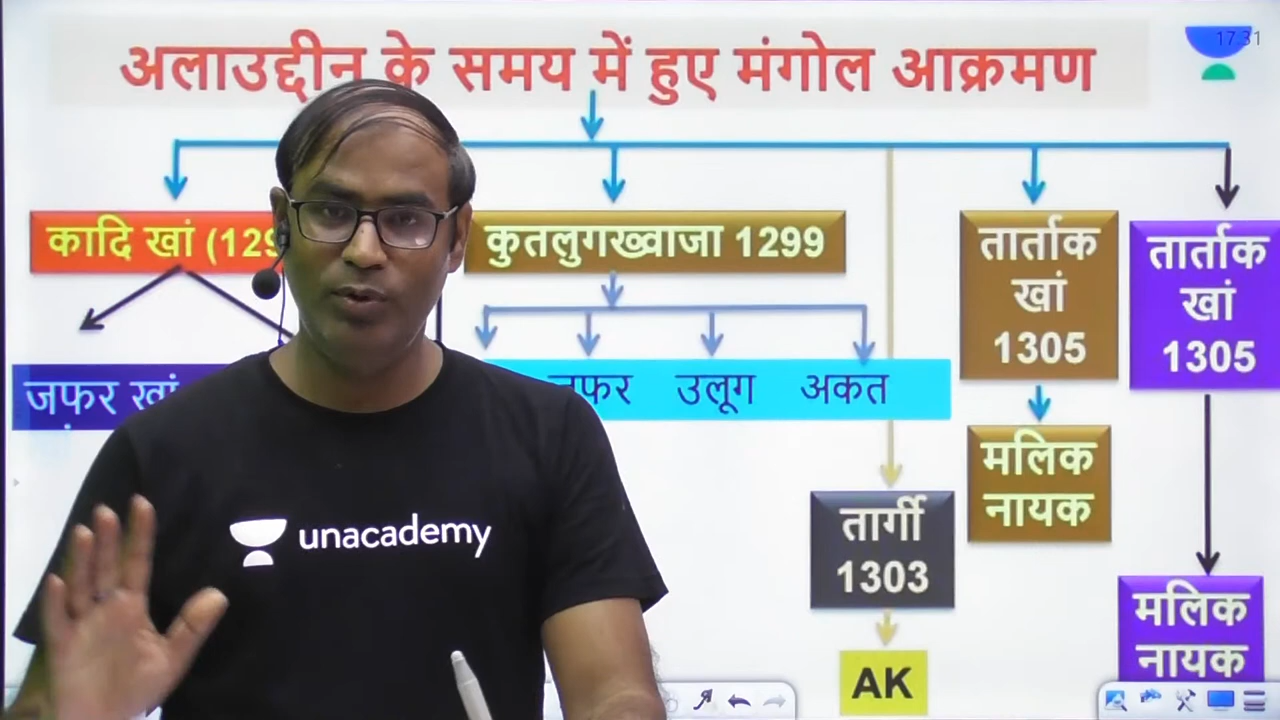 अलाउद्दीन के समय में हुए मंगोल आक्रमण
17.31
कादि खां (129
कुतलुगख्वाजा 1299
तार्ताक
खां
1305
तार्ताक
खां
1305
जफर खां
उलूग अकत
मलिक
नायक
तार्गी
1303
मलिक
नायक
AK
unacademy